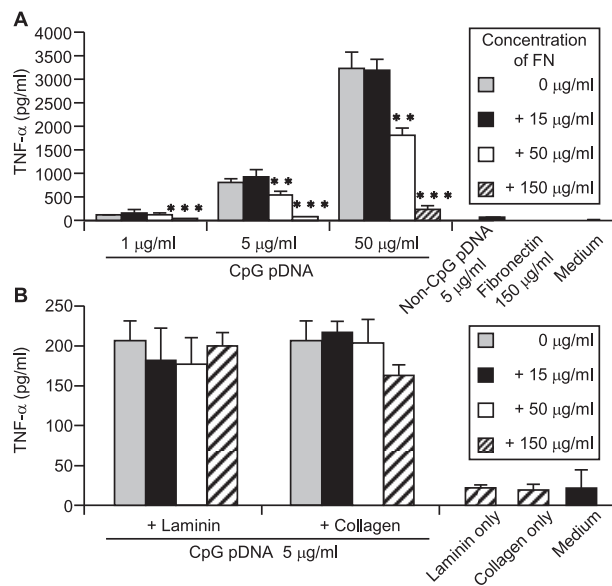 A
TNF-α (pg/ml)
4000
3500
3000
2500
2000
1500
1000
500
0
***
** ***
** ***
1 μg/ml 5 μg/ml 50 μg/ml
CpG pDNA
Non-CpG pDNA
5 μg/ml
Fibronectin
150 μg/ml
Medium
Concentration
of FN
0 μg/ml
+ 15 μg/ml
+ 50 μg/ml
+ 150 μg/ml
B
TNF-α (pg/ml)
250
200
150
100
50
0
+ Laminin + Collagen
CpG pDNA 5 μg/ml
Laminin only
Collagen only
Medium
0 μg/ml
+ 15 μg/ml
+ 50 μg/ml
+ 150 μg/ml